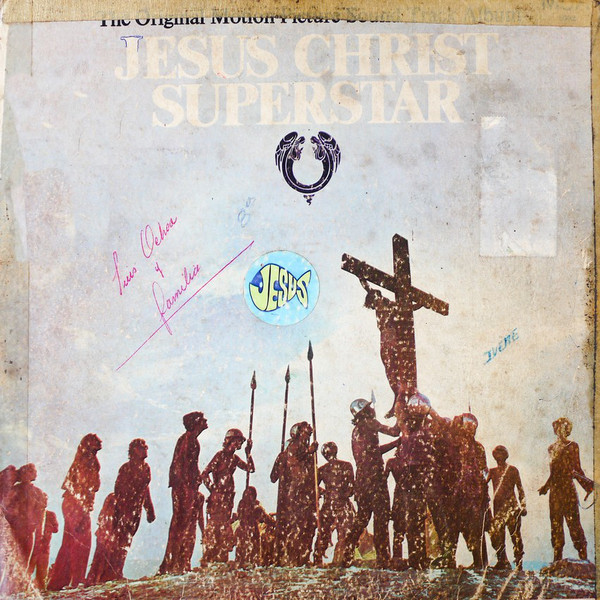 The Original Motion Picture Sound
JESUS CHRIST
SUPERSTAR
Luis Ochoa
y
Familia
JESUS